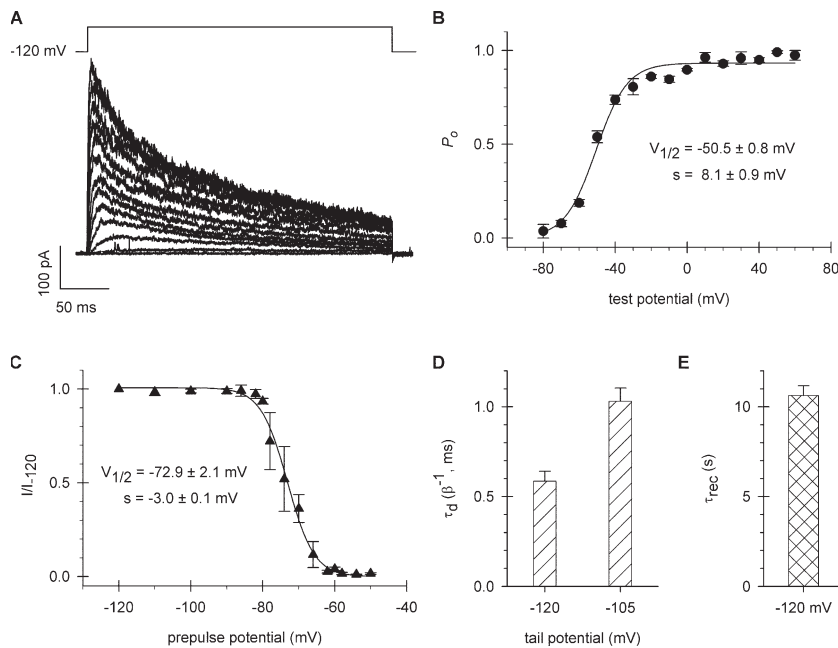 A
-120 mV
100 pA
50 ms
B
1.0
0.5
0.0
Po
V1/2 = -50.5 ± 0.8 mV
s = 8.1 ± 0.9 mV
-80 -40 0 40 80
test potential (mV)
C
1.0
0.5
0.0
I/I-120
V1/2 = -72.9 ± 2.1 mV
s = -3.0 ± 0.1 mV
-120 -100 -80 -60 -40
prepulse potential (mV)
D
1.0
0.5
0.0
τd (β-1, ms)
-120 -105
tail potential (mV)
E
10
5
0
τrec (s)
-120 mV